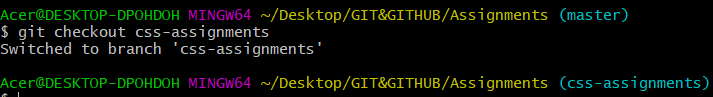 Acer@DESKTOP-DPOHDOH MINGW64 ~/Desktop/GIT&GITHUB/Assignments (master)
$ git checkout css-assignments
Switched to branch 'css-assignments'
Acer@DESKTOP-DPOHDOH MINGW64 ~/Desktop/GIT&GITHUB/Assignments (css-assignments)
$